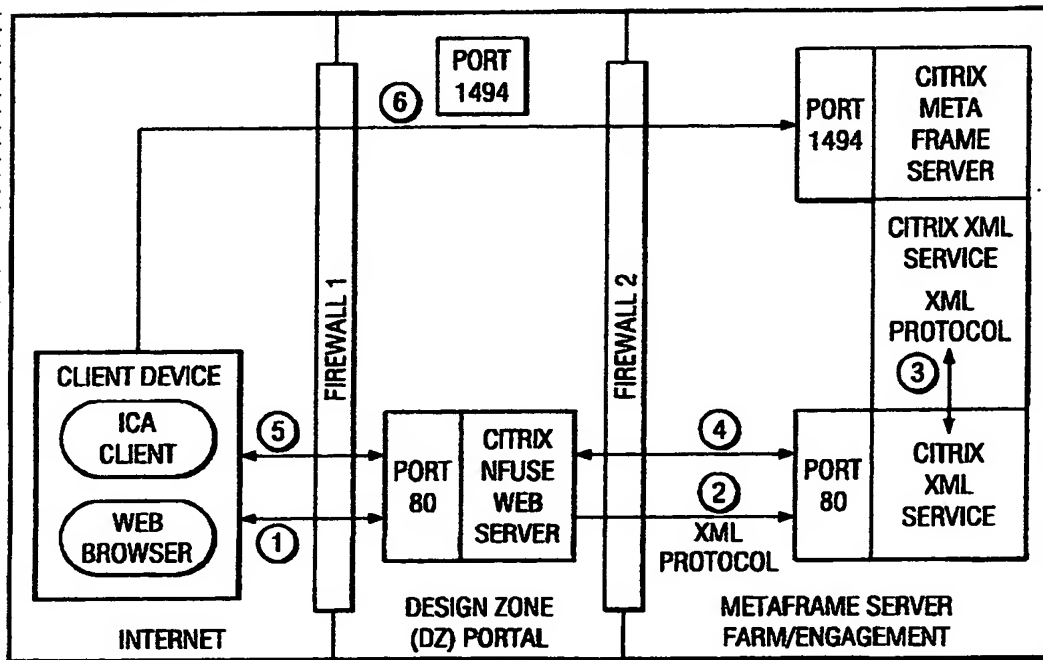 PORT
1494
6
PORT
1494
CITRIX
META
FRAME
SERVER
CITRIX XML
SERVICE
XML
PROTOCOL
3
FIREWALL 1
FIREWALL 2
CLIENT DEVICE
ICA
CLIENT
WEB
BROWSER
5
1
PORT
80
CITRIX
NFUSE
WEB
SERVER
4
2
XML
PROTOCOL
PORT
80
CITRIX
XML
SERVICE
INTERNET
DESIGN ZONE
(DZ) PORTAL
METAFRAME SERVER
FARM/ENGAGEMENT